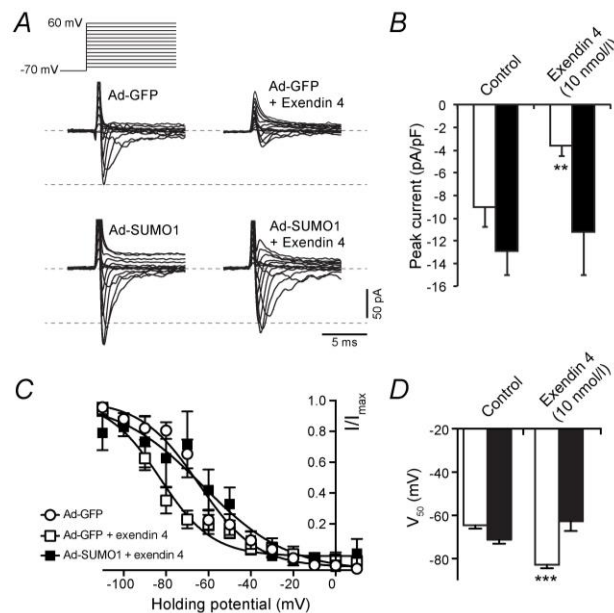 A
60 mV
-70 mV
Ad-GFP
Ad-GFP
+ Exendin 4
Ad-SUMO1
Ad-SUMO1
+ Exendin 4
50 pA
5 ms
B
Control
Exendin 4
(10 nmol/l)
Peak current (pA/pF)
0
-2
-4
-6
-8
-10
-12
-14
-16
**
C
I/Imax
1.0
0.8
0.6
0.4
0.2
Ad-GFP
Ad-GFP + exendin 4
Ad-SUMO1 + exendin 4
-100 -80 -60 -40 -20 0
Holding potential (mV)
D
Control
Exendin 4
(10 nmol/l)
V50 (mV)
-20
-40
-60
-80
***